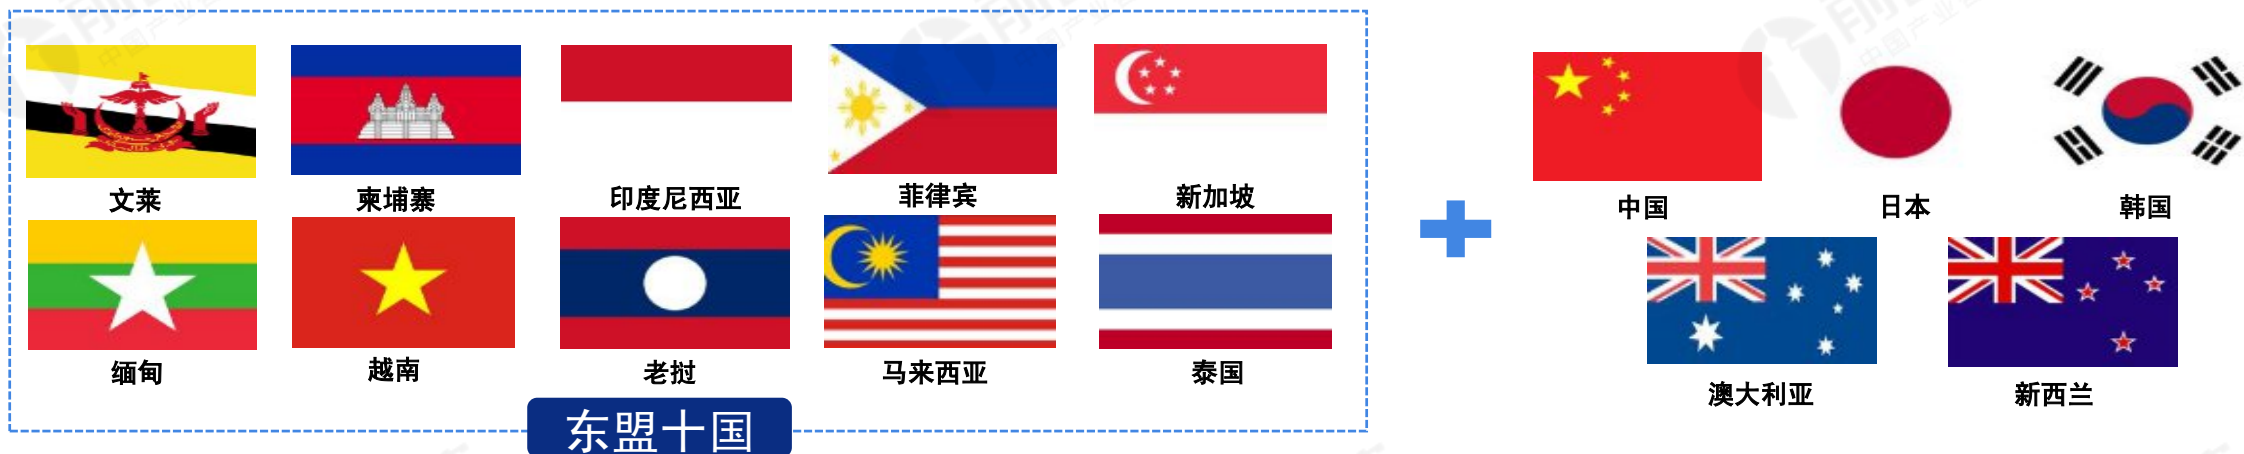 文莱
柬埔寨
印度尼西亚
菲律宾
新加坡
中国
日本
韩国
缅甸
越南
老挝
马来西亚
泰国
澳大利亚
新西兰
东盟十国